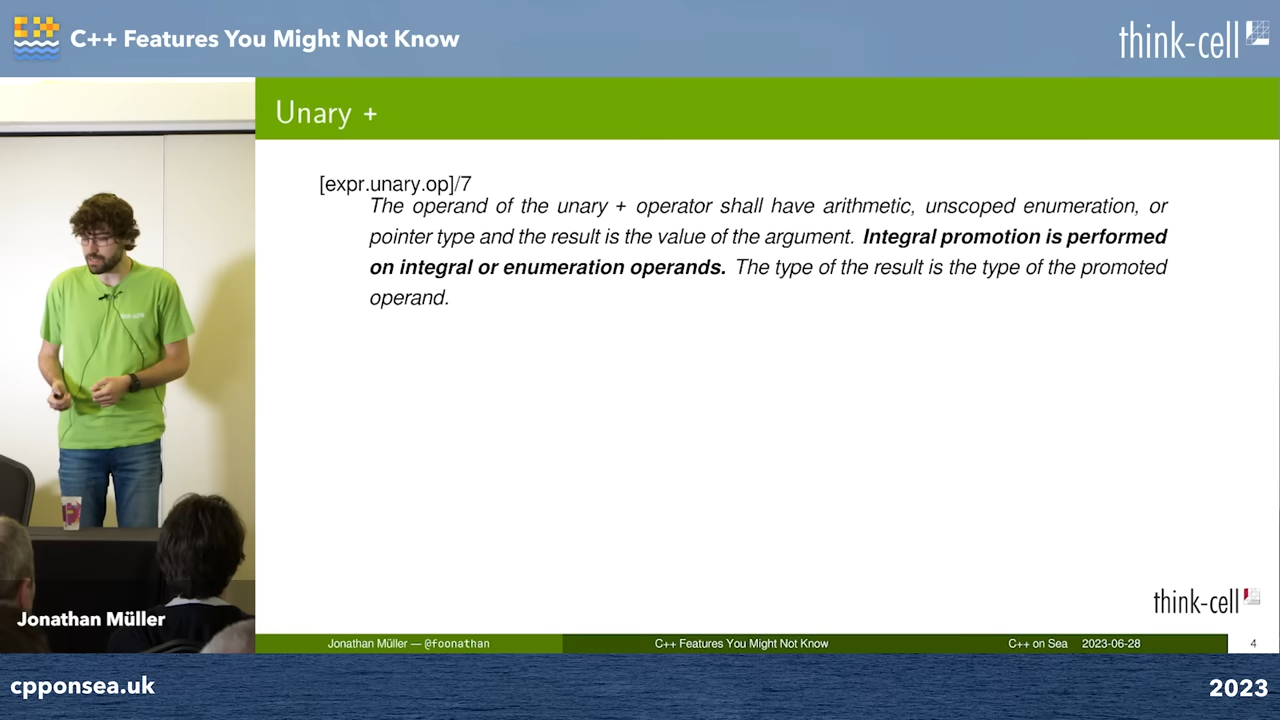 C++
C++ Features You Might Not Know
think-cell
Unary +
[expr.unary.op]/7
The operand of the unary + operator shall have arithmetic, unscoped enumeration, or
pointer type and the result is the value of the argument. Integral promotion is performed
on integral or enumeration operands. The type of the result is the type of the promoted
operand.
think-cell
Jonathan Müller
think-cell
Jonathan Müller — @foonathan
C++ Features You Might Not Know
C++ on Sea 2023-06-28
4
cpponsea.uk
2023